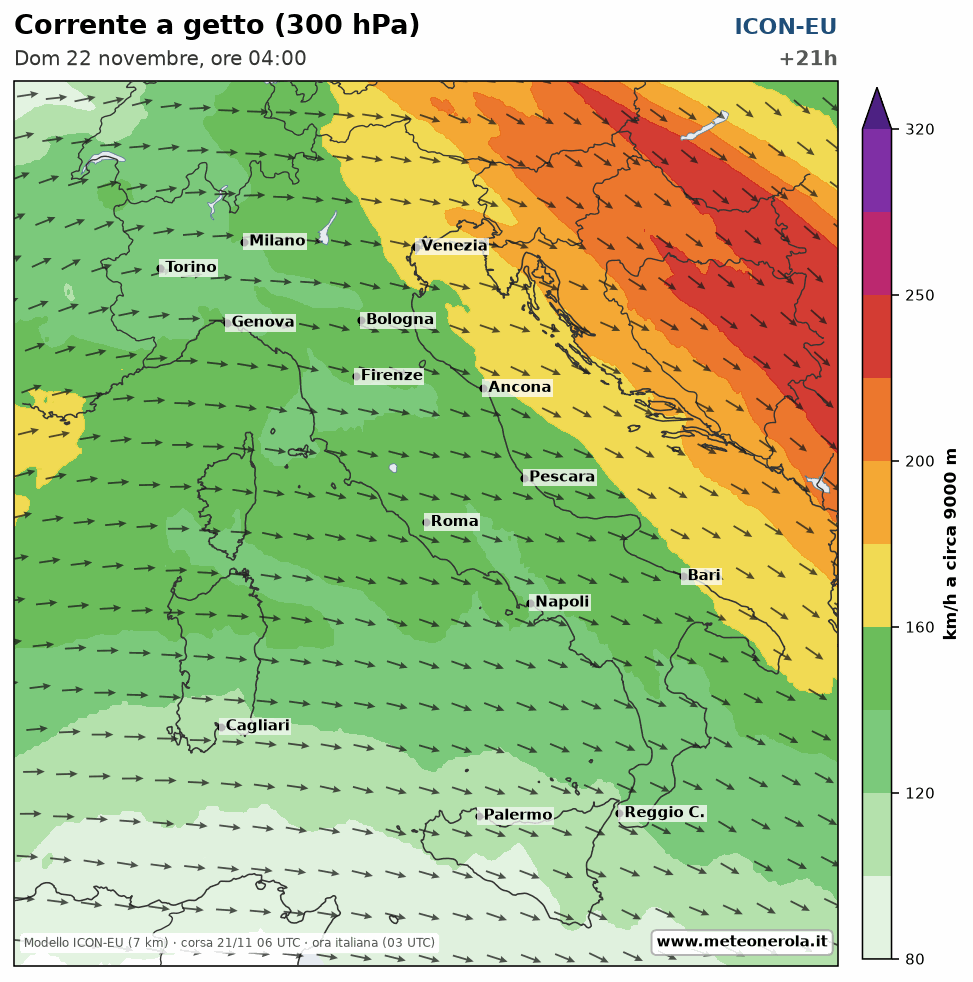 Corrente a getto (300 hPa)
ICON-EU
Dom 22 novembre, ore 04:00
+21h
320
250
200
160
120
80
km/h a circa 9000 m
Milano
Venezia
Torino
Genova
Bologna
Firenze
Ancona
Pescara
Roma
Bari
Napoli
Cagliari
Palermo
Reggio C.
Modello ICON-EU (7 km) · corsa 21/11 06 UTC · ora italiana (03 UTC)
www.meteonerola.it